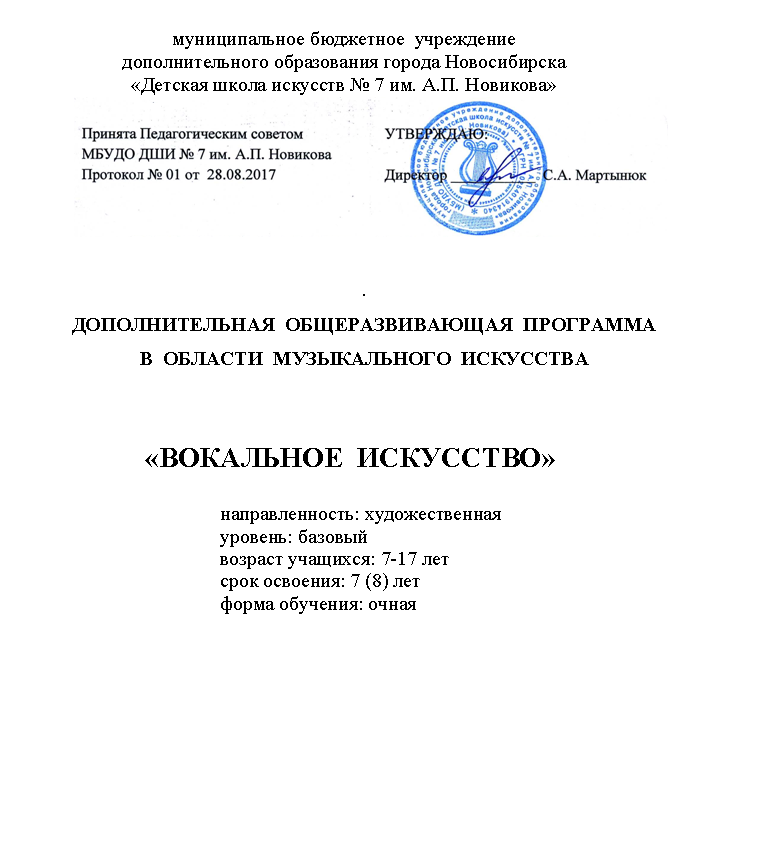 муниципальное бюджетное учреждение
дополнительного образования города Новосибирска
«Детская школа искусств № 7 им. А.П. Новикова»
Принята Педагогическим советом
МБУДО ДШИ № 7 им. А.П. Новикова
Протокол № 01 от 28.08.2017
УТВЕРЖДАЮ:
Директор С.А. Мартынюк
.
ДОПОЛНИТЕЛЬНАЯ ОБЩЕРАЗВИВАЮЩАЯ ПРОГРАММА
В ОБЛАСТИ МУЗЫКАЛЬНОГО ИСКУССТВА
«ВОКАЛЬНОЕ ИСКУССТВО»
направленность: художественная
уровень: базовый
возраст учащихся: 7-17 лет
срок освоения: 7 (8) лет
форма обучения: очная